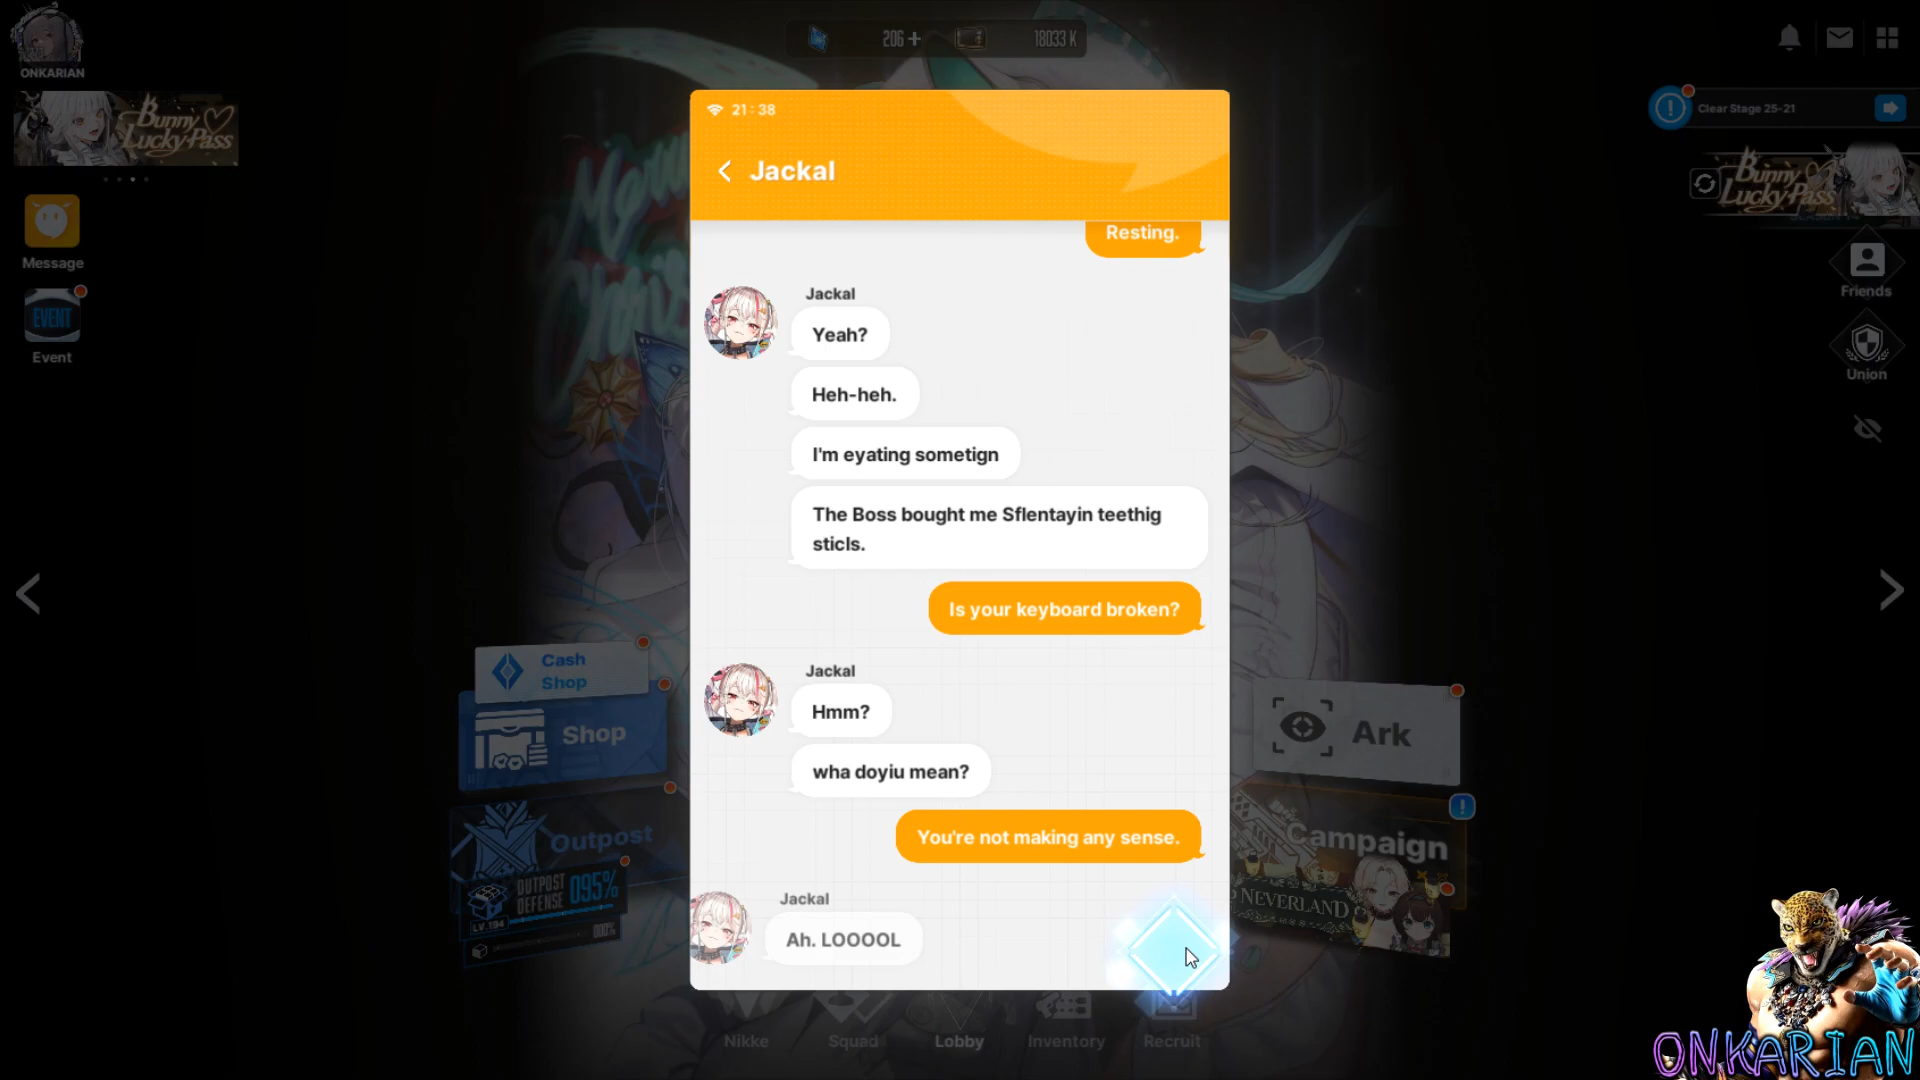 ONKARIAN
206 +
18033 K
Bunny
Lucky Pass
Message
EVENT
Event
Clear Stage 25-21
Bunny
Lucky Pass
Friends
Union
21:38
Jackal
Resting.
Jackal
Yeah?
Heh-heh.
I'm eyating sometign
The Boss bought me Sflentayin teethig
sticls.
Is your keyboard broken?
Jackal
Hmm?
wha doyiu mean?
You're not making any sense.
Jackal
Ah. LOOOOL
Cash
Shop
Shop
Outpost
OUTPOST
DEFENSE
095%
LV.194
000%
Ark
Campaign
NEVERLAND
Nikke
Squad
Lobby
Inventory
Recruit
ONKARIAN